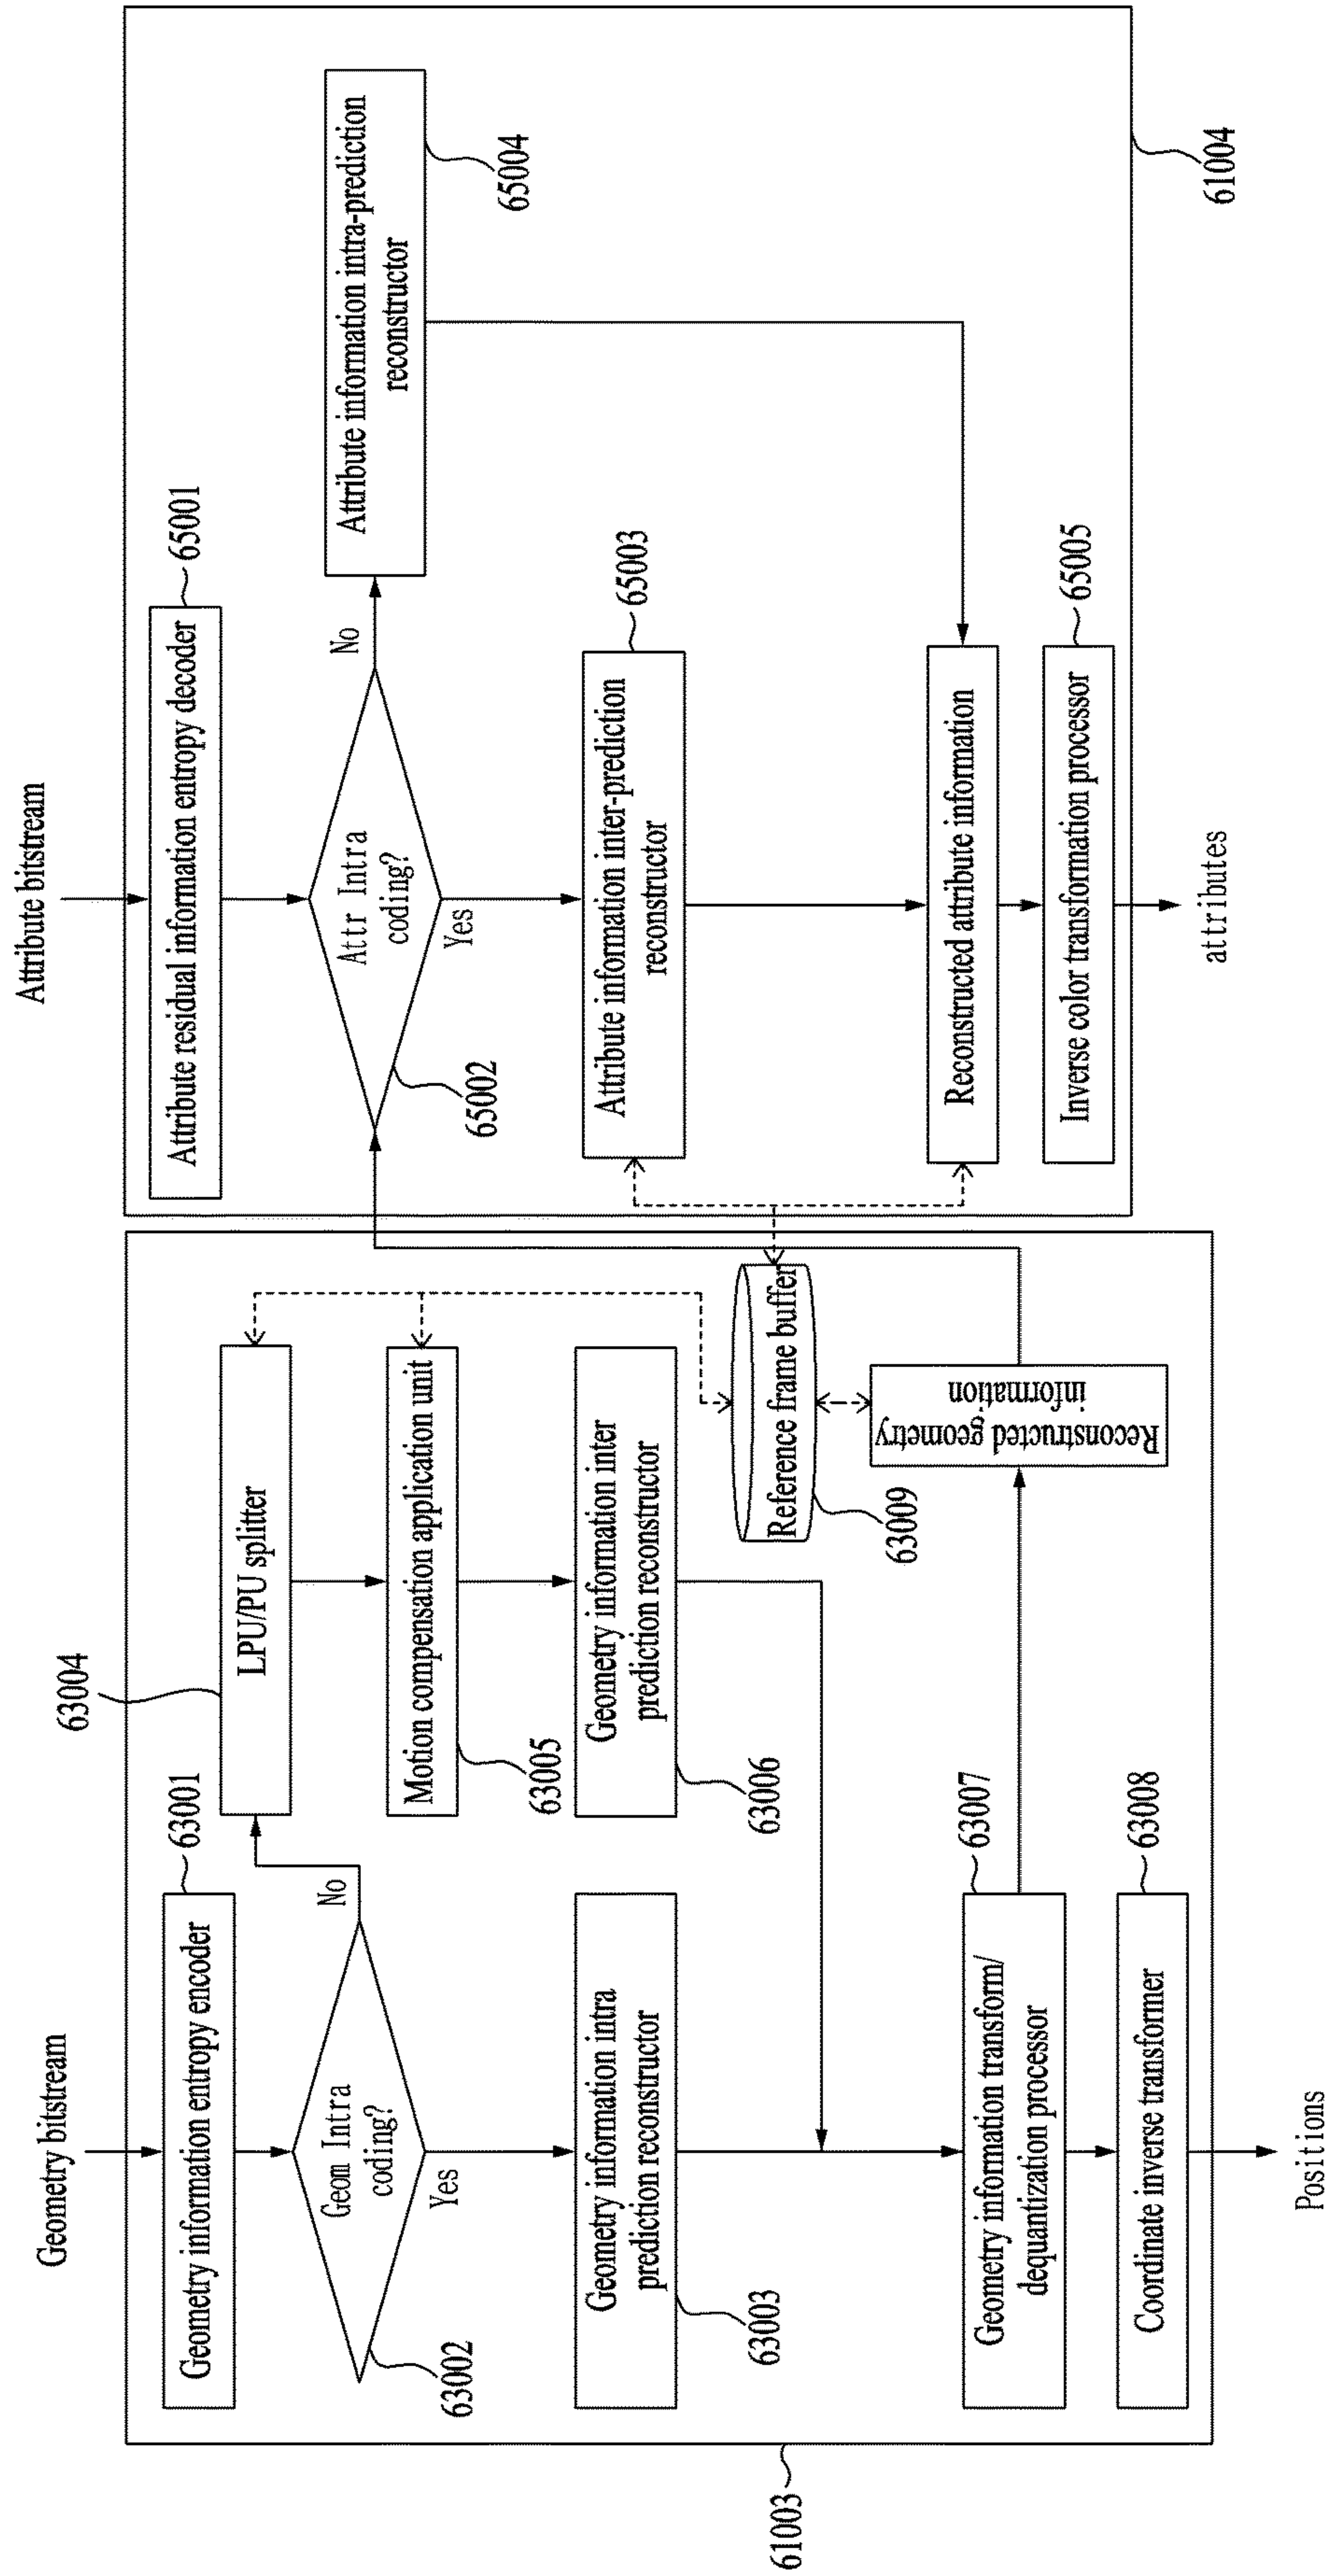 Geometry bitstream
Geometry information entropy encoder
63001
Geom Intra
coding?
63002
No
Yes
63004
LPU/PU splitter
Motion compensation application unit
63005
Geometry information intra
prediction reconstructor
63003
Geometry information inter
prediction reconstructor
63006
Reference frame buffer
63009
Reconstructed geometry
information
Geometry information transform/
dequantization processor
63007
Coordinate inverse transformer
63008
Positions
61003
Attribute bitstream
Attribute residual information entropy decoder
65001
Attr Intra
coding?
65002
No
Yes
Attribute information intra-prediction
reconstructor
65004
Attribute information inter-prediction
reconstructor
65003
Reconstructed attribute information
Inverse color transformation processor
65005
attributes
61004